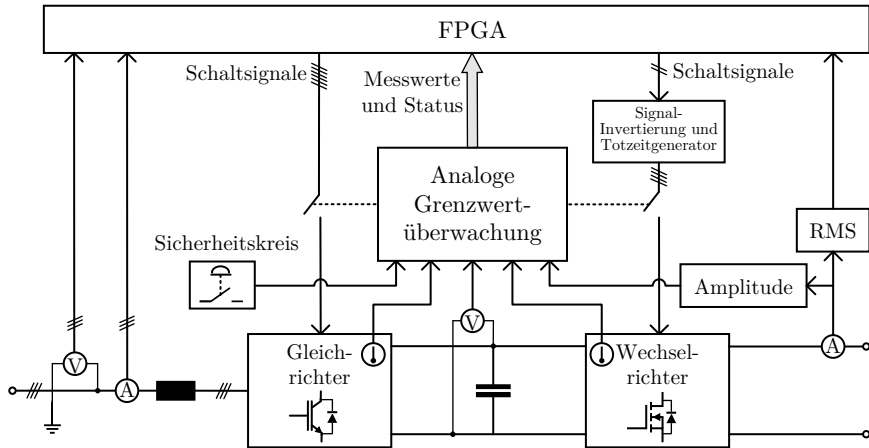 FPGA
Schaltsignale
Messwerte
und Status
Schaltsignale
Signal-
Invertierung und
Totzeitgenerator
Analoge
Grenzwert-
überwachung
Sicherheitskreis
RMS
Amplitude
V
V
A
A
Gleich-
richter
Wechsel-
richter